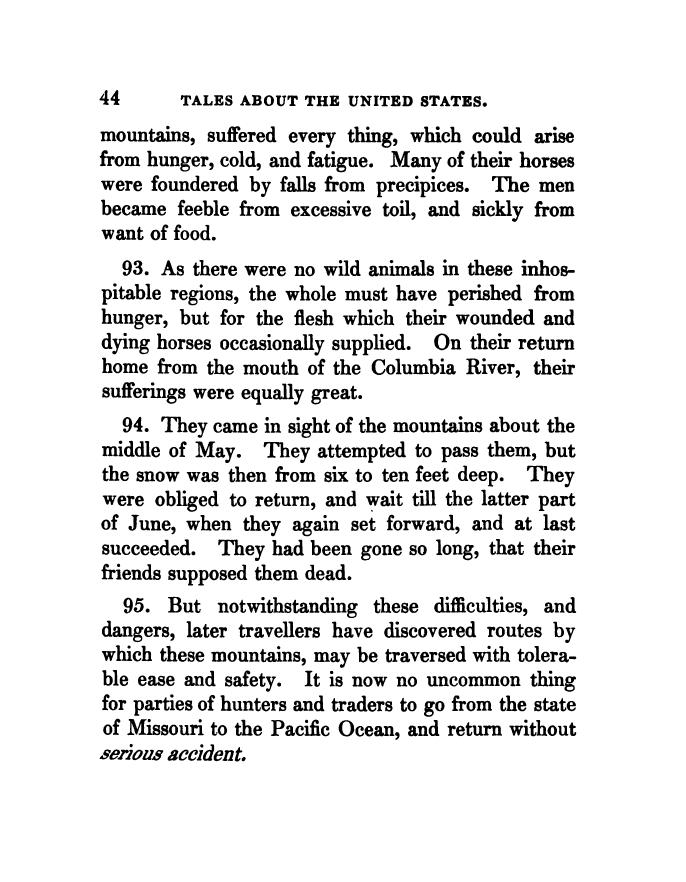 44 TALES ABOUT THE UNITED STATES.
mountains, suffered every thing, which could arise
from hunger, cold, and fatigue. Many of their horses
were foundered by falls from precipices. The men
became feeble from excessive toil, and sickly from
want of food.
93. As there were no wild animals in these inhos-
pitable regions, the whole must have perished from
hunger, but for the flesh which their wounded and
dying horses occasionally supplied. On their return
home from the mouth of the Columbia River, their
sufferings were equally great.
94. They came in sight of the mountains about the
middle of May. They attempted to pass them, but
the snow was then from six to ten feet deep. They
were obliged to return, and wait till the latter part
of June, when they again set forward, and at last
succeeded. They had been gone so long, that their
friends supposed them dead.
95. But notwithstanding these difficulties, and
dangers, later travellers have discovered routes by
which these mountains, may be traversed with tolera-
ble ease and safety. It is now no uncommon thing
for parties of hunters and traders to go from the state
of Missouri to the Pacific Ocean, and return without
serious accident.